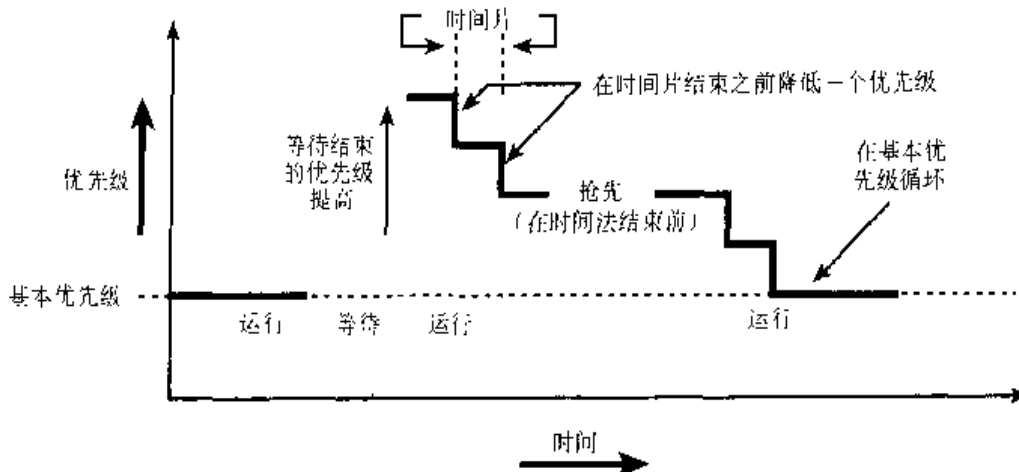 时间片
在时间片结束之前降低一个优先级
等待结束
的优先级
提高
优先级
在基本优
先级循环
抢先
（在时间法结束前）
基本优先级
运行
等待
运行
运行
时间